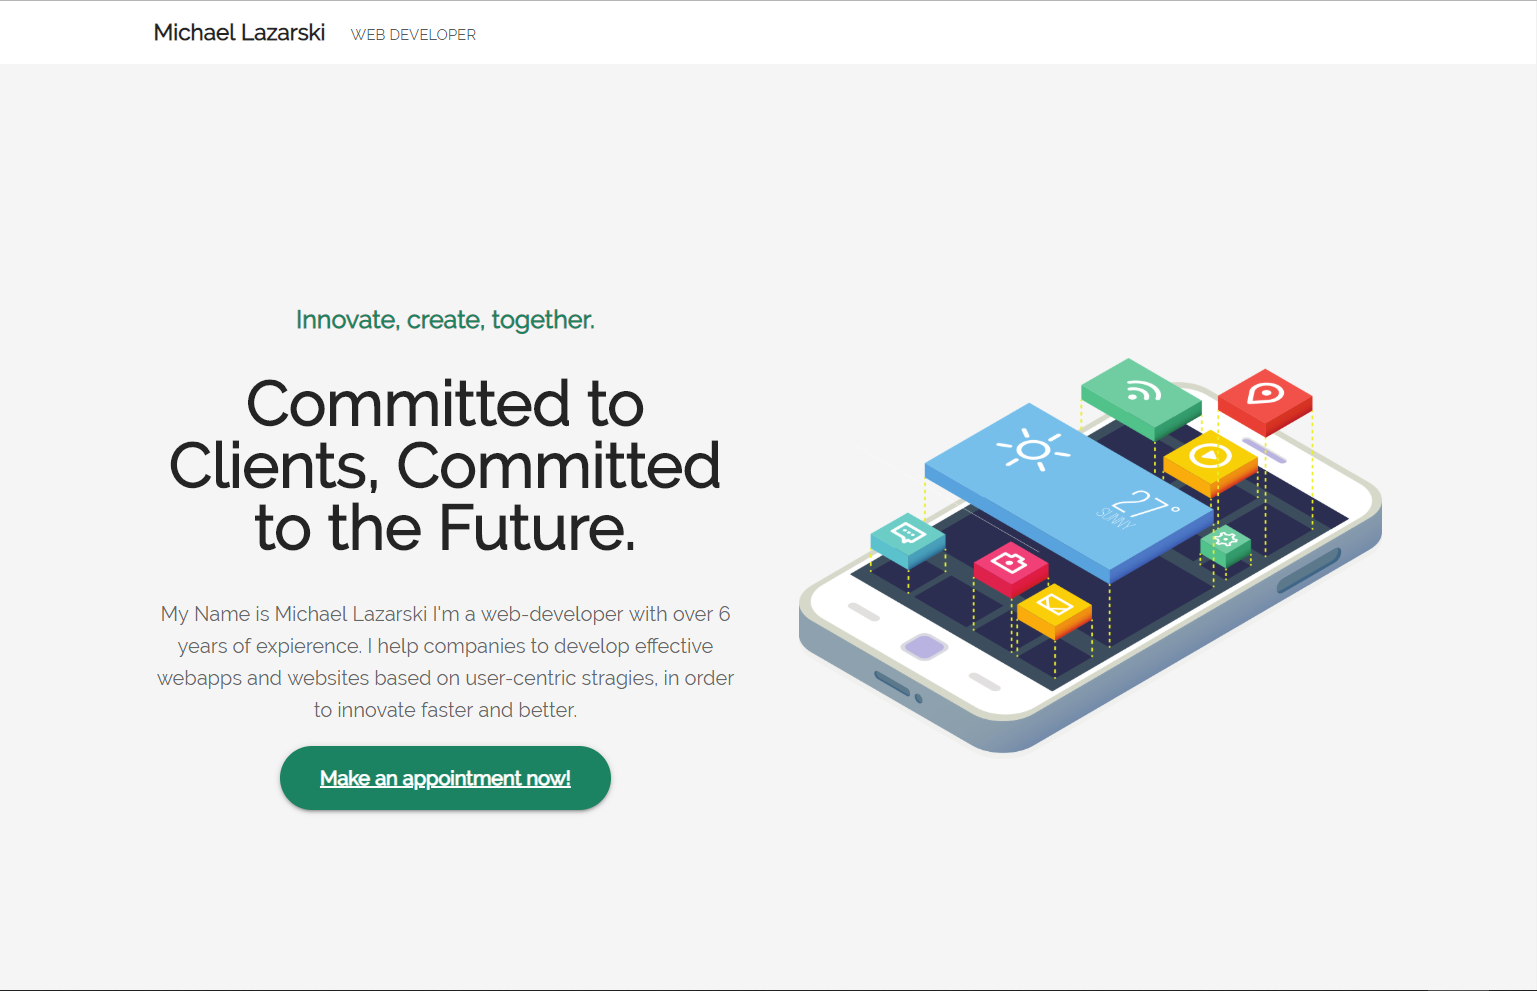 Michael Lazarski WEB DEVELOPER
Innovate, create, together.
Committed to
Clients, Committed
to the Future.
My Name is Michael Lazarski I'm a web-developer with over 6
years of expierence. I help companies to develop effective
webapps and websites based on user-centric stragies, in order
to innovate faster and better.
Make an appointment now!
27°
SUNNY